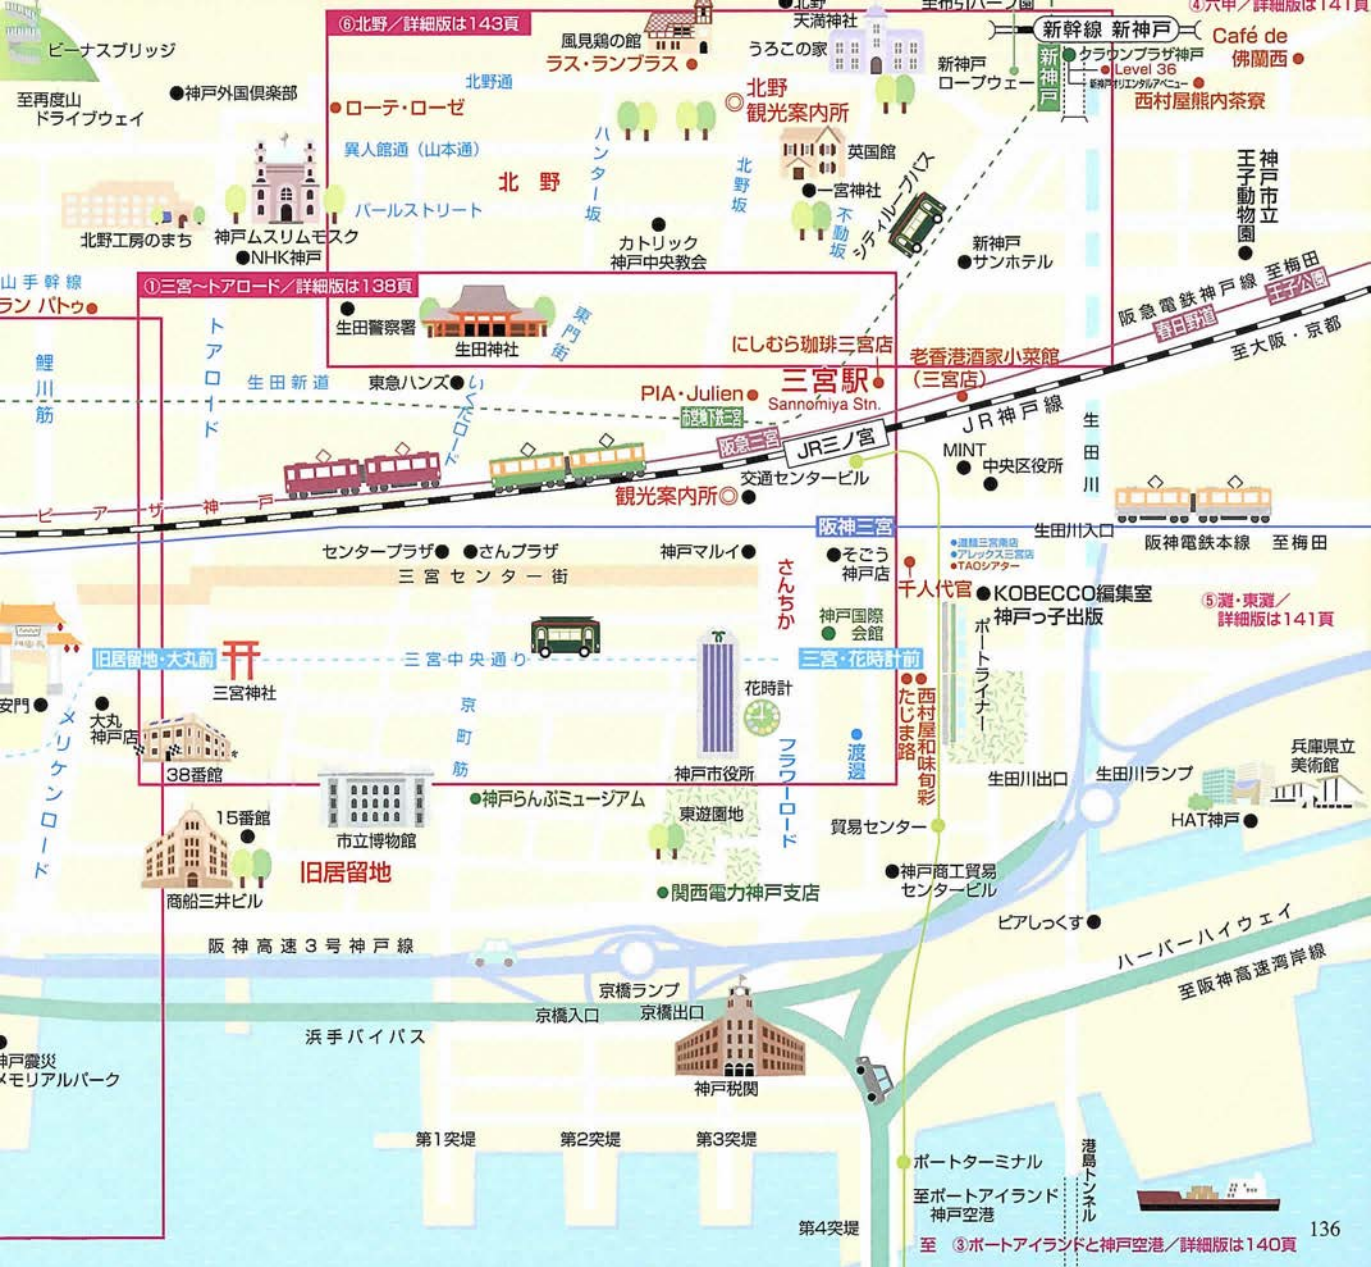 ④六甲／詳細版は141頁
⑥北野／詳細版は143頁
北野
天満神社
至布引ハーブ園
新幹線 新神戸
Café de
佛蘭西
ビーナスブリッジ
風見鶏の館
ラス・ランブラス
うろこの家
新神戸
ロープウェー
新神戸
クラウンプラザ神戸
Level 36
新神戸オリエンタルアベニュー
西村屋熊内茶寮
至再度山
ドライブウェイ
神戸外国倶楽部
北野通
ローテ・ローゼ
北野
観光案内所
異人館通（山本通）
ハンター坂
北野坂
英国館
一宮神社
不動坂
シティループバス
神戸市立
王子動物園
北野
パールストリート
北野工房のまち
神戸ムスリムモスク
NHK神戸
カトリック
神戸中央教会
新神戸
サンホテル
山手幹線
ラン パトゥ
①三宮〜トアロード／詳細版は138頁
生田警察署
生田神社
東門街
阪急電鉄神戸線 至梅田
春日野道
王子公園
至大阪・京都
鯉川筋
トアロード
生田新道
東急ハンズ
いくたロード
にしむら珈琲三宮店
老香港酒家小菜館
（三宮店）
PIA・Julien
三宮駅
Sannomiya Stn.
市営地下鉄三宮
阪急三宮
JR三ノ宮
JR神戸線
生田川
MINT
中央区役所
交通センタービル
観光案内所
ピアザ神戸
阪神三宮
生田川入口
阪神電鉄本線 至梅田
センタープラザ
さんプラザ
神戸マルイ
そごう
神戸店
三宮センター街
さんちか
千人代官
アレックス三宮店
TAOシアター
KOBECCO編集室
神戸っ子出版
⑤灘・東灘／
詳細版は141頁
神戸国際
会館
ポートライナー
旧居留地・大丸前
三宮神社
三宮中央通り
三宮・花時計前
安門
大丸
神戸店
メリケンロード
38番館
京町筋
花時計
神戸市役所
フラワーロード
渡邊
たじま路
西村屋和味旬彩
生田川出口
生田川ランプ
兵庫県立
美術館
HAT神戸
15番館
市立博物館
神戸らんぷミュージアム
東遊園地
貿易センター
旧居留地
商船三井ビル
関西電力神戸支店
神戸商工貿易
センタービル
ピアしっくす
阪神高速3号神戸線
ハーバーハイウェイ
至阪神高速湾岸線
京橋ランプ
京橋入口
京橋出口
浜手バイパス
神戸震災
メモリアルパーク
神戸税関
第1突堤
第2突堤
第3突堤
第4突堤
ポートターミナル
至ポートアイランド
神戸空港
港島トンネル
至 ③ポートアイランドと神戸空港／詳細版は140頁
136